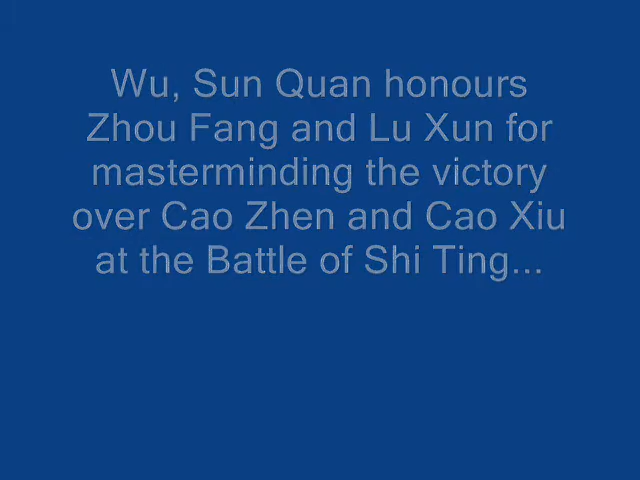 Wu, Sun Quan honours
Zhou Fang and Lu Xun for
masterminding the victory
over Cao Zhen and Cao Xiu
at the Battle of Shi Ting...